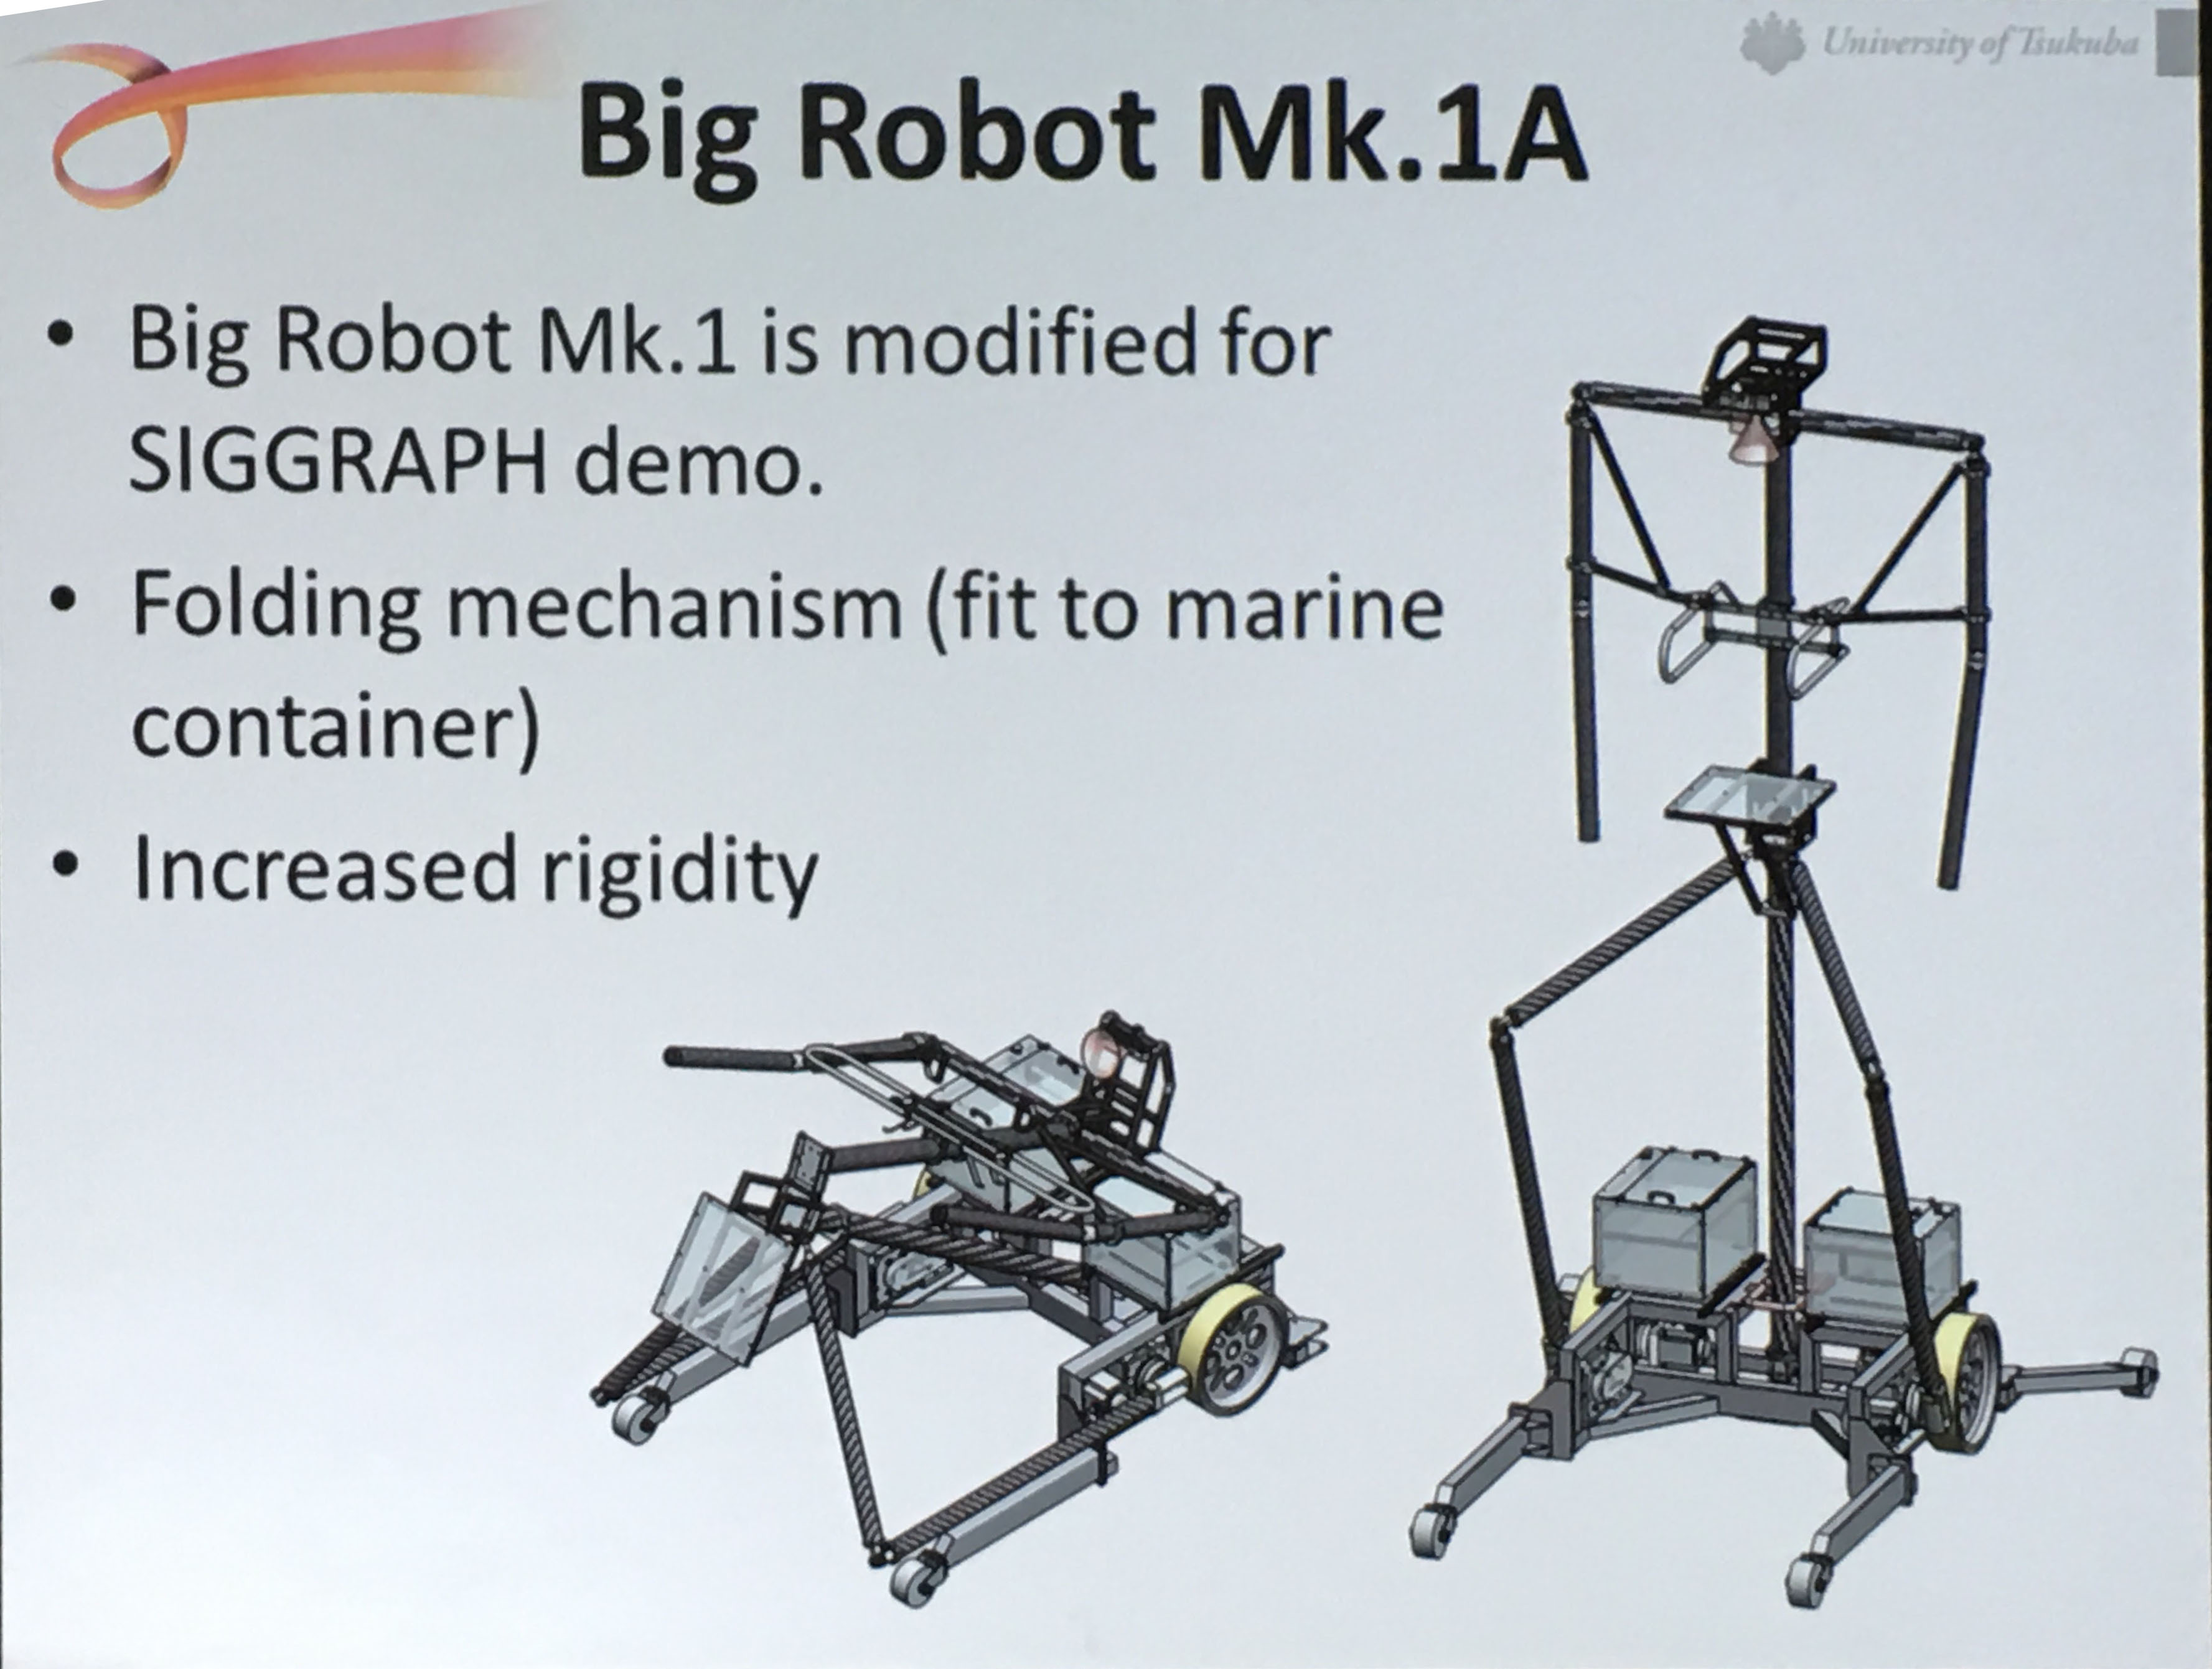 University of Tsukuba
Big Robot Mk.1A
• Big Robot Mk.1 is modified for
SIGGRAPH demo.
• Folding mechanism (fit to marine
container)
• Increased rigidity